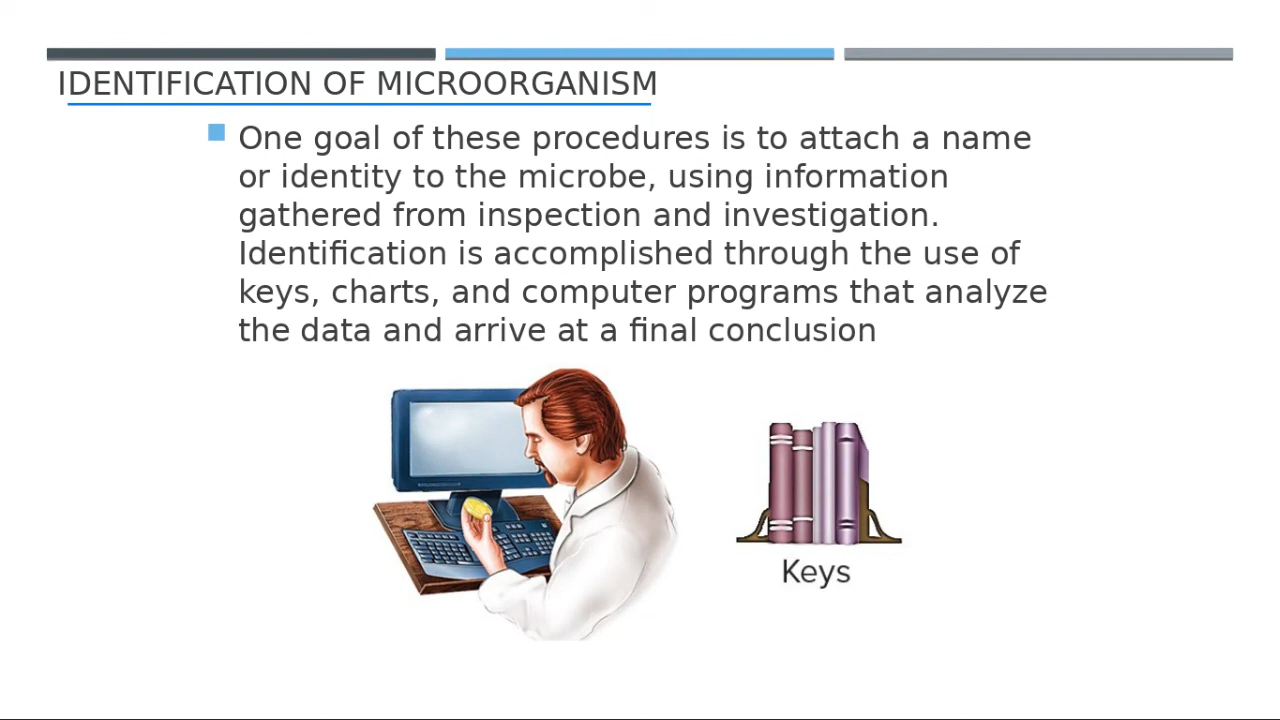 IDENTIFICATION OF MICROORGANISM
One goal of these procedures is to attach a name
or identity to the microbe, using information
gathered from inspection and investigation.
Identification is accomplished through the use of
keys, charts, and computer programs that analyze
the data and arrive at a final conclusion
Keys